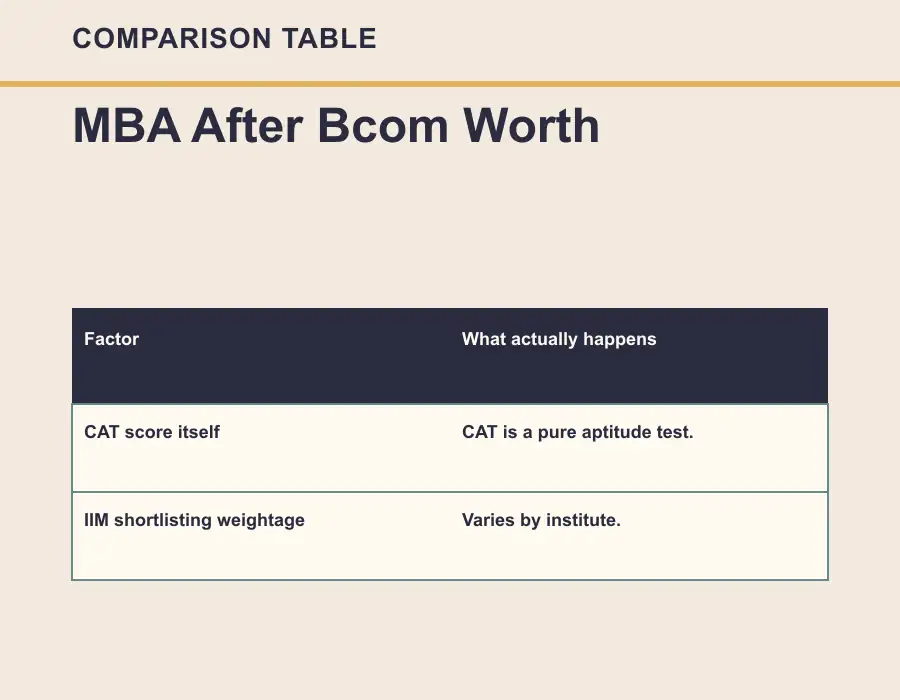 COMPARISON TABLE
MBA After Bcom Worth
Factor
What actually happens
CAT score itself
CAT is a pure aptitude test.
IIM shortlisting weightage
Varies by institute.